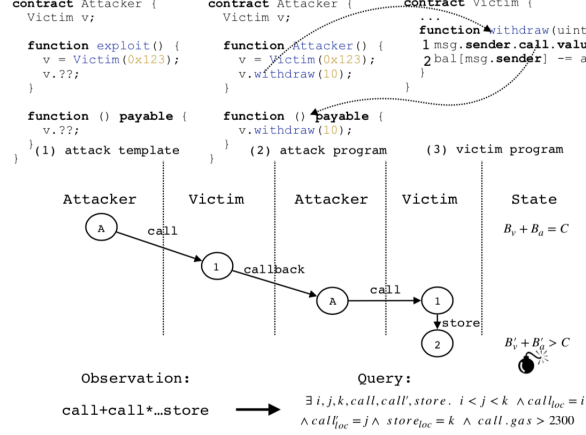 contract Attacker {
Victim v;
function exploit() {
v = Victim(0x123);
v.??;
}
function () payable {
v.??;
}
}
(1) attack template
contract Attacker {
Victim v;
function Attacker() {
v = Victim(0x123);
v.withdraw(10);
}
function () payable {
v.withdraw(10);
}
}
(2) attack program
contract Victim {
...
function withdraw(uint
1 msg.sender.call.valu
2 bal[msg.sender] -= a
}
}
(3) victim program
Attacker Victim Attacker Victim State
A call 1 callback A call 1 store 2
B_v + B_a = C
B'_v + B'_a > C
Observation:
call+call*…store
Query:
∃ i, j, k, call, call′, store. i < j < k ∧ call_loc = i
∧ call′_loc = j ∧ store_loc = k ∧ call.gas > 2300